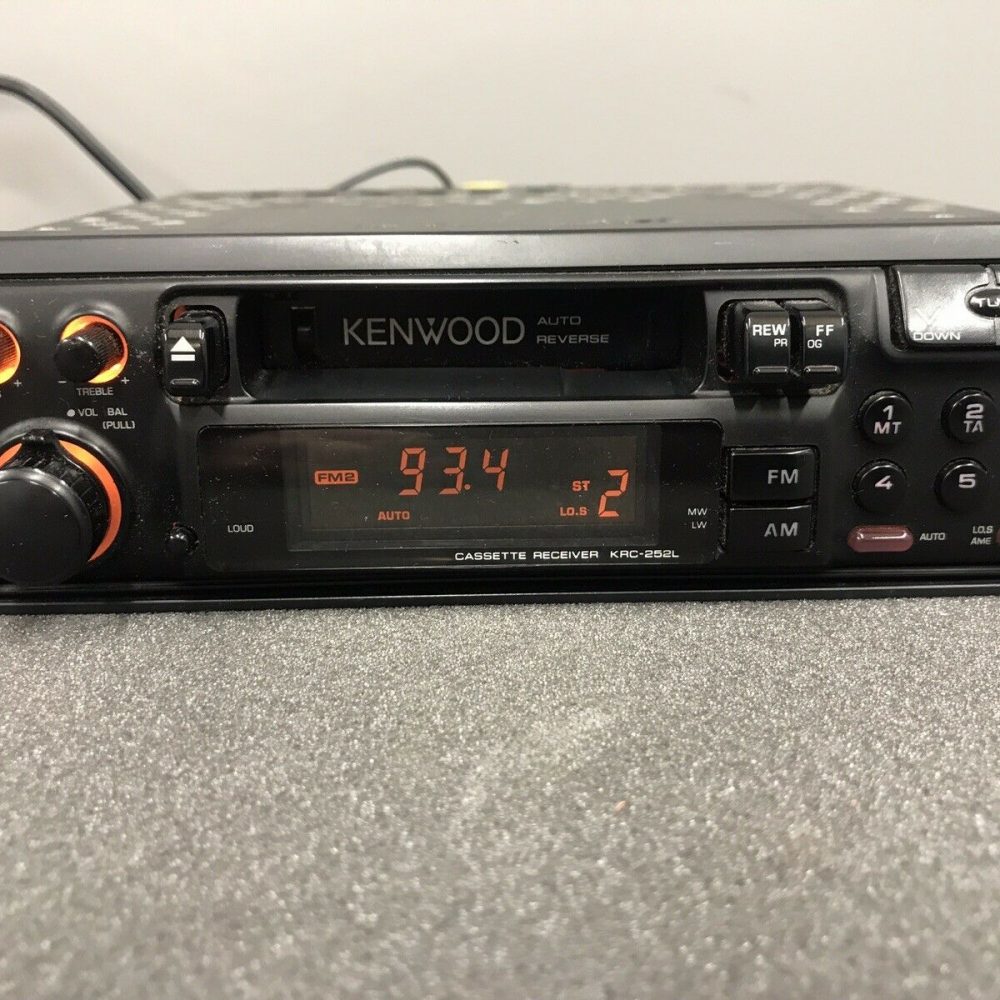 KENWOOD AUTO
REVERSE
REW
PR
FF
OG
DOWN
TREBLE
− +
VOL BAL
(PULL)
1
MT
2
TA
FM2 93.4
ST 2
AUTO LO.S
LOUD
MW
LW
FM
AM
4
5
AUTO
LO.S
AME
CASSETTE RECEIVER KRC-252L